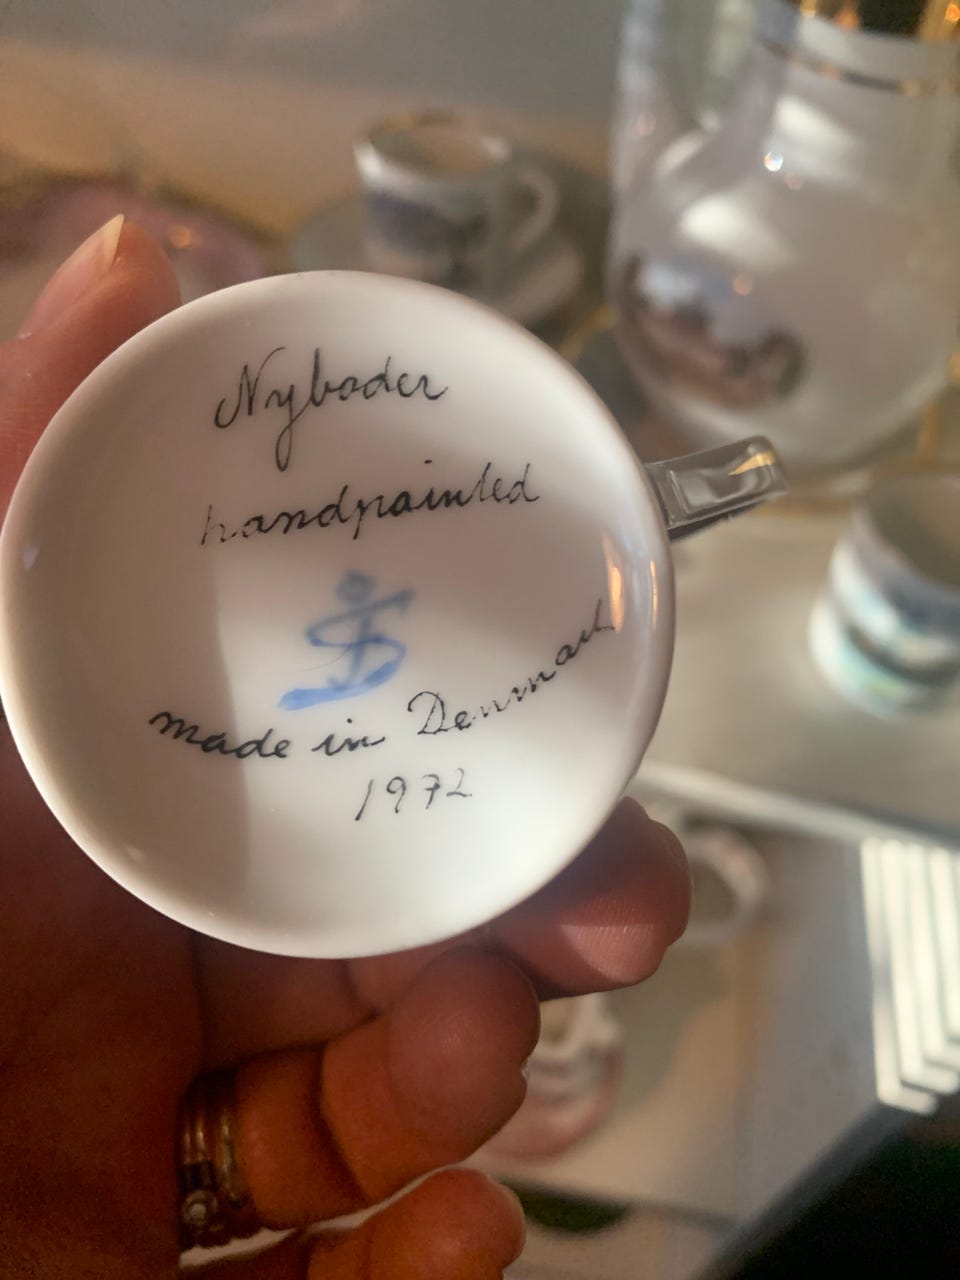 Nyboder
handpainted
made in Denmark
1972